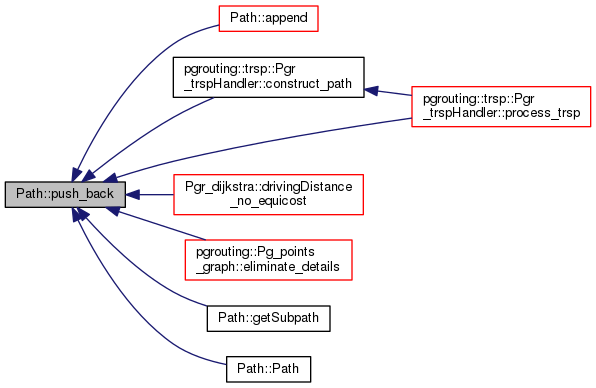 Path::append
pgrouting::trsp::Pgr
_trspHandler::construct_path
pgrouting::trsp::Pgr
_trspHandler::process_trsp
Path::push_back
Pgr_dijkstra::drivingDistance
_no_equicost
pgrouting::Pg_points
_graph::eliminate_details
Path::getSubpath
Path::Path